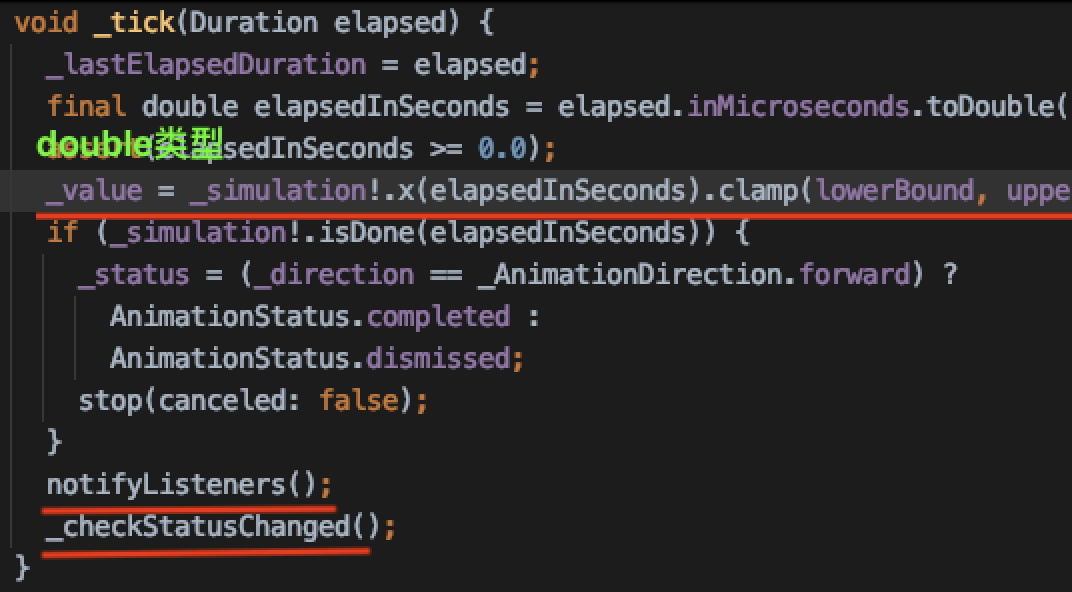 void _tick(Duration elapsed) {
_lastElapsedDuration = elapsed;
final double elapsedInSeconds = elapsed.inMicroseconds.toDouble(
double类型
sedInSeconds >= 0.0);
_value = _simulation!.x(elapsedInSeconds).clamp(lowerBound, uppe
if (_simulation!.isDone(elapsedInSeconds)) {
_status = (_direction == _AnimationDirection.forward) ?
AnimationStatus.completed :
AnimationStatus.dismissed;
stop(canceled: false);
}
notifyListeners();
_checkStatusChanged();
}